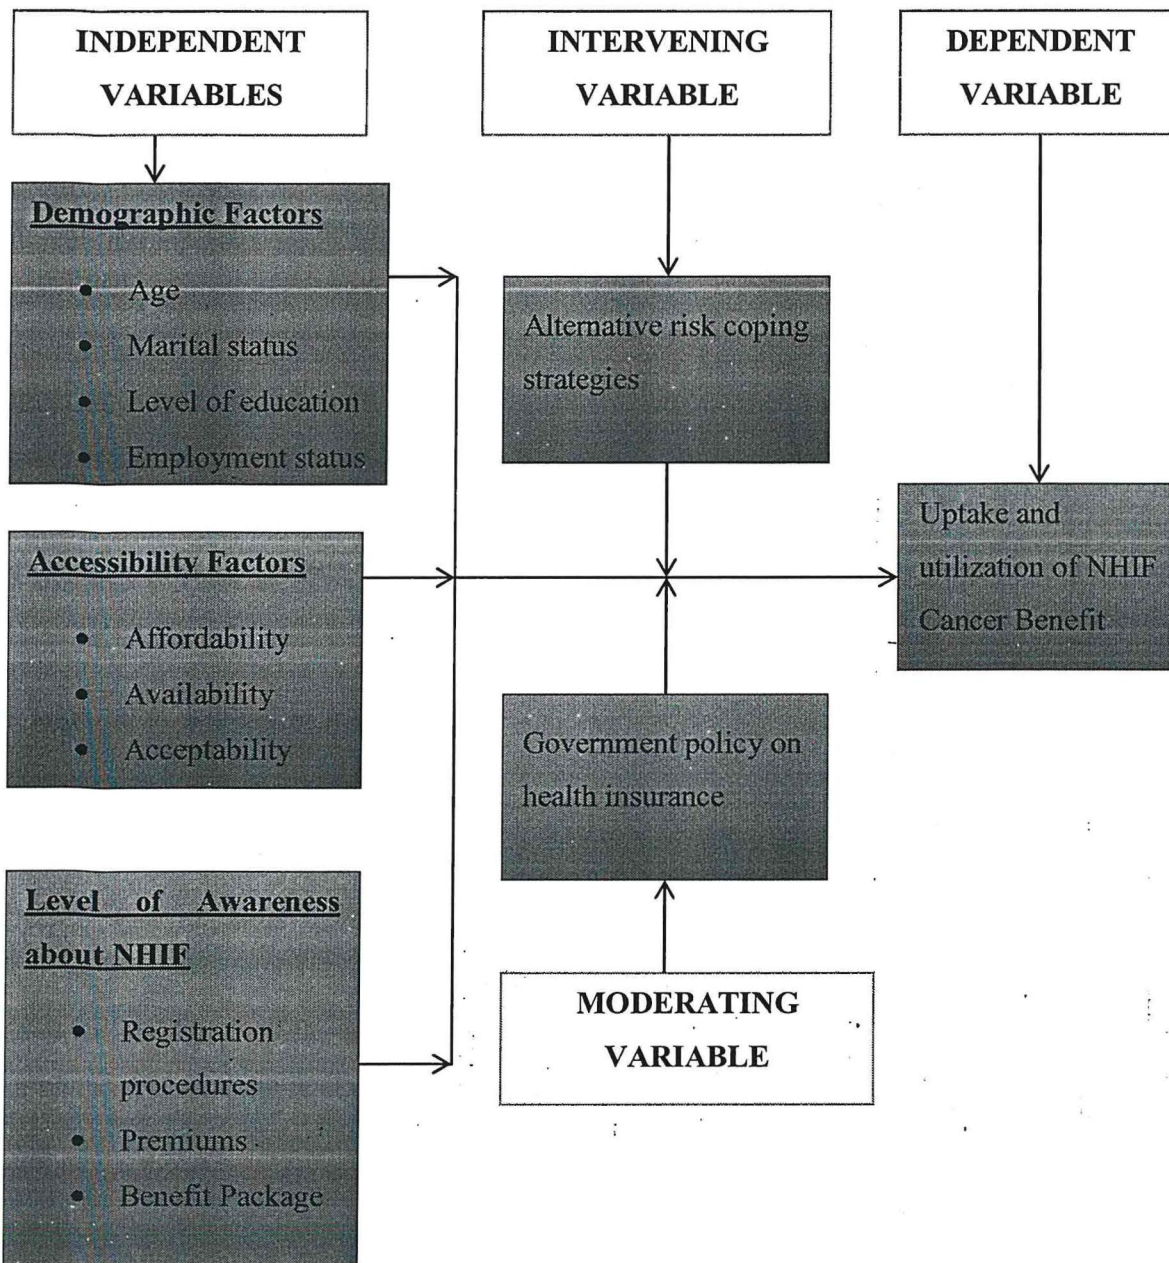 INDEPENDENT
VARIABLES
INTERVENING
VARIABLE
DEPENDENT
VARIABLE
Demographic Factors
• Age
• Marital status
• Level of education
• Employment status
Alternative risk coping
strategies
Accessibility Factors
• Affordability
• Availability
• Acceptability
Uptake and
utilization of NHIF
Cancer Benefit
Government policy on
health insurance
Level of Awareness
about NHIF
• Registration
procedures
• Premiums
• Benefit Package
MODERATING
VARIABLE